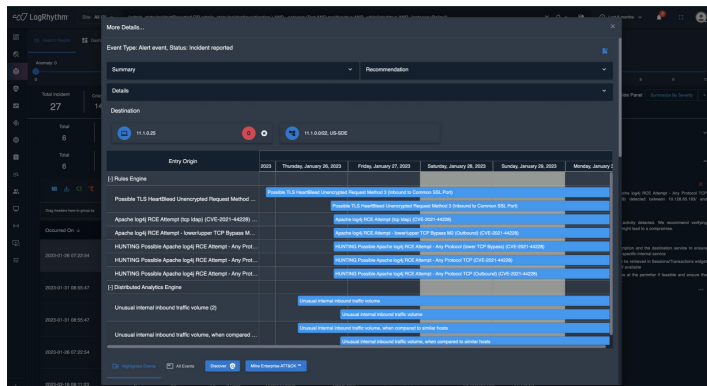 LogRhythm
More Details...
Event Type: Alert event, Status: Incident reported
Summary
Recommendation
Details
Destination
11.1.9.25
0
11.1.0.0/22, US-SDE
Entry Origin
2023
Thursday, January 26, 2023
Friday, January 27, 2023
Saturday, January 28, 2023
Sunday, January 29, 2023
Monday, January
[-] Rules Engine
Possible TLS HeartBleed Unencrypted Request Method ...
Possible TLS HeartBleed Unencrypted Request Method 3 (Inbound to Common SSL Port)
Possible TLS HeartBleed Unencrypted Request Method 3 (Inbound to Common SSL Port)
Apache log4j RCE Attempt (tcp ldap) (CVE-2021-44228) ...
Apache log4j RCE Attempt (tcp ldap) (CVE-2021-44228)
Apache log4j RCE Attempt - lower/upper TCP Bypass M...
Apache log4j RCE Attempt - lower/upper TCP Bypass M2 (Outbound) (CVE-2021-44228)
HUNTING Possible Apache log4j RCE Attempt - Any Prot...
HUNTING Possible Apache log4j RCE Attempt - Any Protocol TCP (lower TCP Bypass) (CVE-2021-44228)
HUNTING Possible Apache log4j RCE Attempt - Any Prot...
HUNTING Possible Apache log4j RCE Attempt - Any Protocol TCP (CVE-2021-44228)
HUNTING Possible Apache log4j RCE Attempt - Any Prot...
HUNTING Possible Apache log4j RCE Attempt - Any Protocol TCP (Outbound) (CVE-2021-44228)
[-] Distributed Analytics Engine
Unusual internal inbound traffic volume (2)
Unusual internal inbound traffic volume
Unusual internal inbound traffic volume
Unusual internal inbound traffic volume, when compared ...
Unusual internal inbound traffic volume, when compared to similar hosts
Unusual internal inbound traffic volume, when compared to similar hosts
Highlighted Events
All Events
Discover
Mitre Enterprise ATT&CK
Anomaly: 0
Total Incident
27
14
Total
6
Total
6
Occurred On
2023-01-26 07:22:54
2023-01-31 08:55:47
2023-01-31 08:55:47
2023-01-26 07:22:54
Summarize By Severity